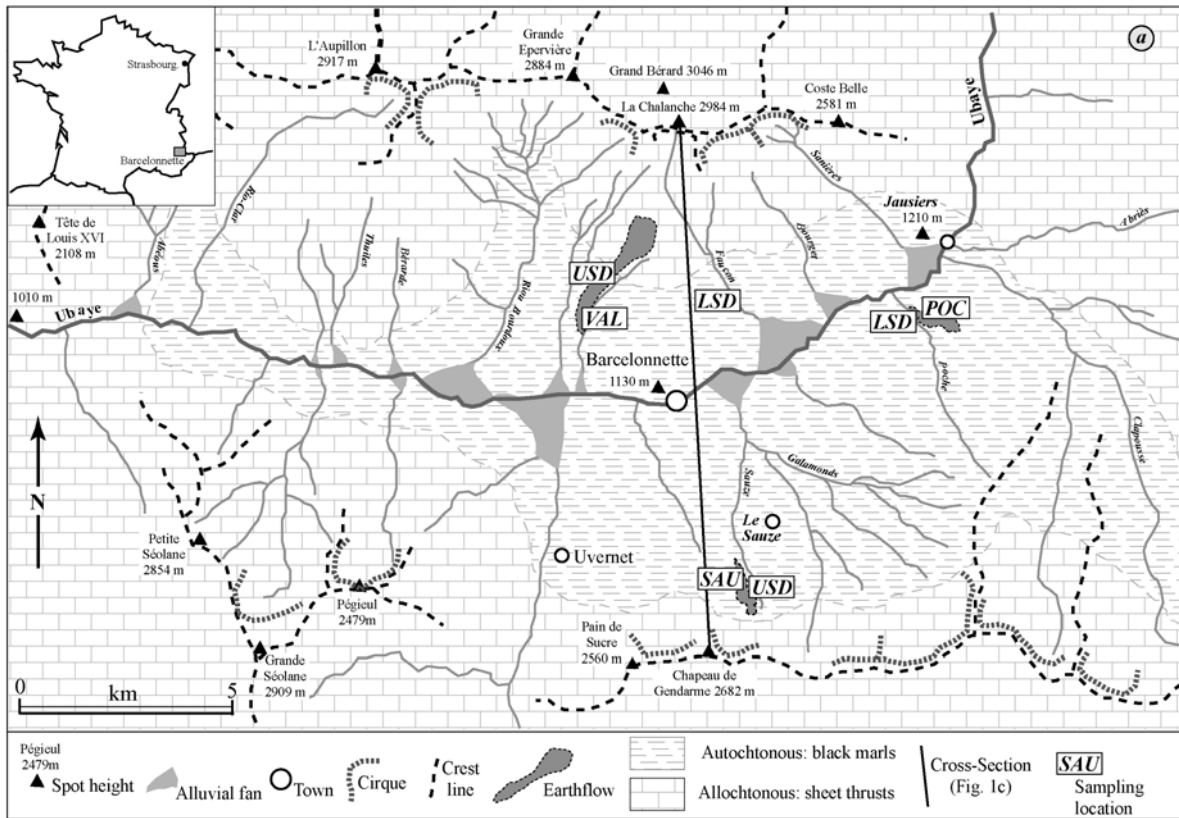 a
Strasbourg
Barcelonnette
L'Aupillon
2917 m
Grande
Epervière
2884 m
Grand Bérard 3046 m
La Chalanche 2984 m
Coste Belle
2581 m
Ubaye
Sanières
Jausiers
1210 m
Abriès
Tête de
Louis XVI
2108 m
1010 m
Ubaye
Abéous
Rio-Clar
Thuiles
Bérarde
Riou Bourdoux
USD
VAL
Faucon
LSD
Bourget
LSD
POC
Poche
Barcelonnette
1130 m
Clapousse
Galamonds
Sauze
Le
Sauze
Uvernet
SAU
USD
N
Petite
Séolane
2854 m
Pégieul
2479m
Grande
Séolane
2909 m
Pain de
Sucre
2560 m
Chapeau de
Gendarme 2682 m
0
km
5
Pégieul
2479m
Spot height
Alluvial fan
Town
Cirque
Crest
line
Earthflow
Autochtonous: black marls
Allochtonous: sheet thrusts
Cross-Section
(Fig. 1c)
SAU
Sampling
location